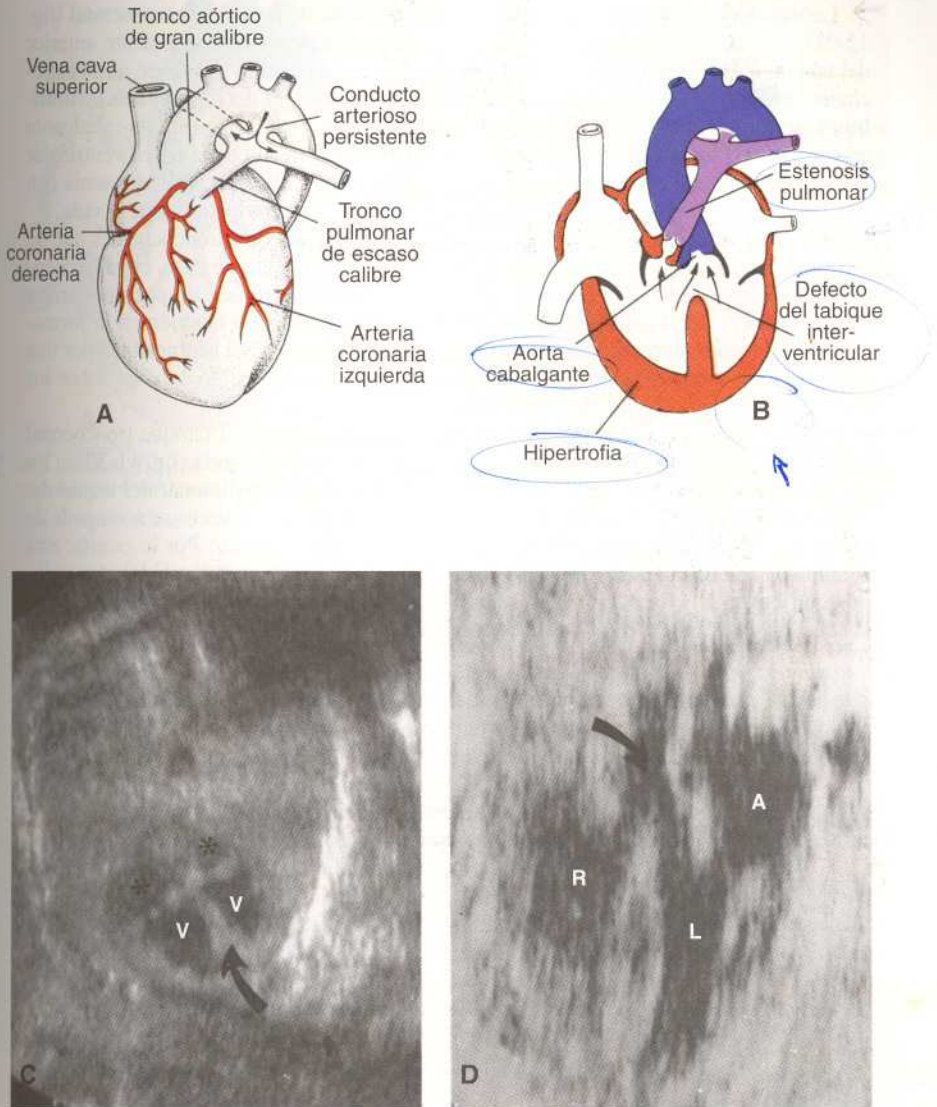 Tronco aórtico
de gran calibre
Vena cava
superior
Conducto
arterioso
persistente
Arteria
coronaria
derecha
Tronco
pulmonar
de escaso
calibre
Arteria
coronaria
izquierda
A
Estenosis
pulmonar
Defecto
del tabique
inter-
ventricular
Aorta
cabalgante
Hipertrofia
B
*
*
V
V
C
R
A
L
D